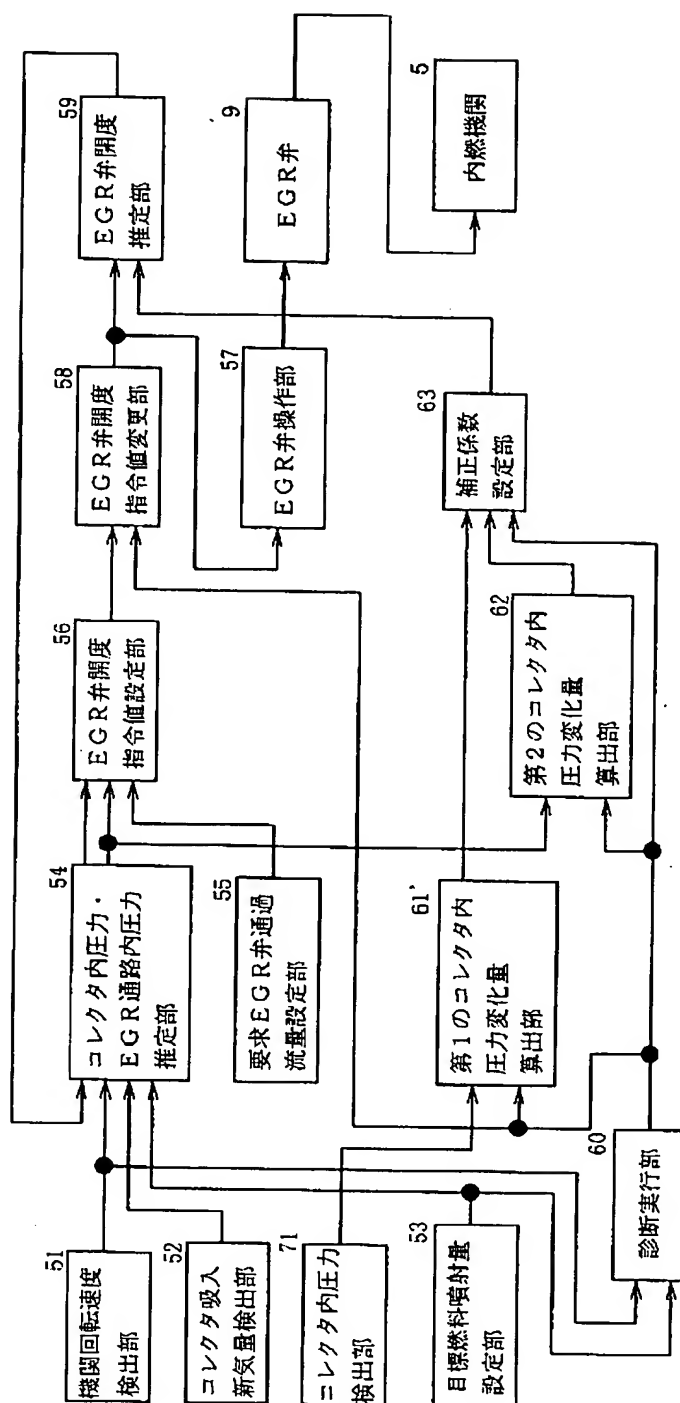 51
機関回転速度
検出部
52
コレクタ吸入
新気量検出部
71
コレクタ内圧力
検出部
53
目標燃料噴射量
設定部
54
コレクタ内圧力・
EGR通路内圧力
推定部
55
要求EGR弁通過
流量設定部
61'
第1のコレクタ内
圧力変化量
算出部
60
診断実行部
56
EGR弁開度
指令値設定部
62
第2のコレクタ内
圧力変化量
算出部
58
EGR弁開度
指令値変更部
57
EGR弁操作部
63
補正係数
設定部
59
EGR弁開度
推定部
9
EGR弁
5
内燃機関